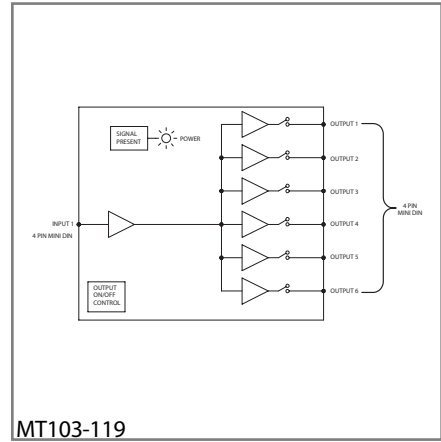 SIGNAL
PRESENT
POWER
OUTPUT 1
OUTPUT 2
OUTPUT 3
4 PIN
MINI DIN
INPUT 1
4 PIN MINI DIN
OUTPUT 4
OUTPUT 5
OUTPUT
ON/OFF
CONTROL
OUTPUT 6
MT103-119